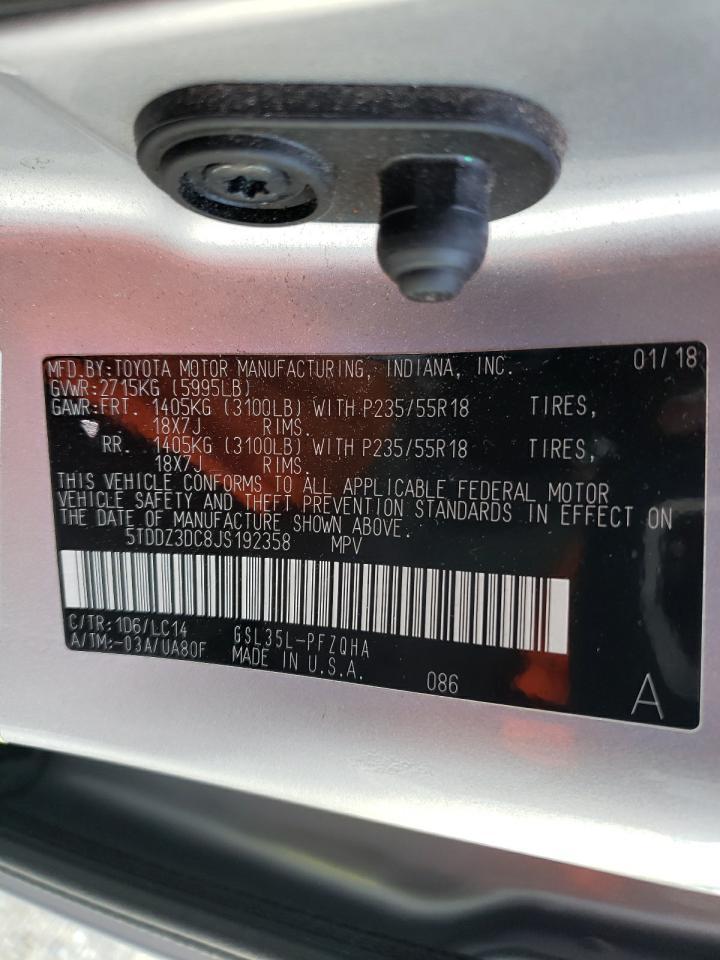 MFD. BY: TOYOTA MOTOR MANUFACTURING, INDIANA, INC. 01/18
GVWR: 2715KG (5995LB)
GAWR: FRT. 1405KG (3100LB) WITH P235/55R18 TIRES,
18X7J RIMS.
RR. 1405KG (3100LB) WITH P235/55R18 TIRES,
18X7J RIMS.
THIS VEHICLE CONFORMS TO ALL APPLICABLE FEDERAL MOTOR
VEHICLE SAFETY AND THEFT PREVENTION STANDARDS IN EFFECT ON
THE DATE OF MANUFACTURE SHOWN ABOVE.
5TDDZ3DC8JS192358 MPV
C/TR: 1D6/LC14 GSL35L-PFZQHA
A/TM: -03A/UA80F MADE IN U.S.A. 086 A